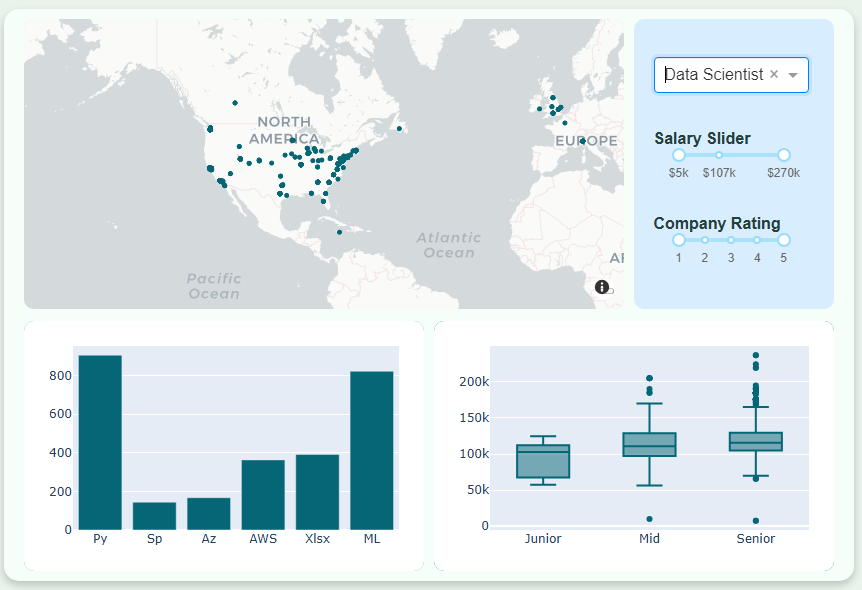 NORTH
AMERICA
EUROPE
Atlantic
Ocean
AF
Pacific
Ocean
Data Scientist
Salary Slider
$5k $107k $270k
Company Rating
1 2 3 4 5
800
600
400
200
0
Py Sp Az AWS Xlsx ML
200k
150k
100k
50k
0
Junior Mid Senior